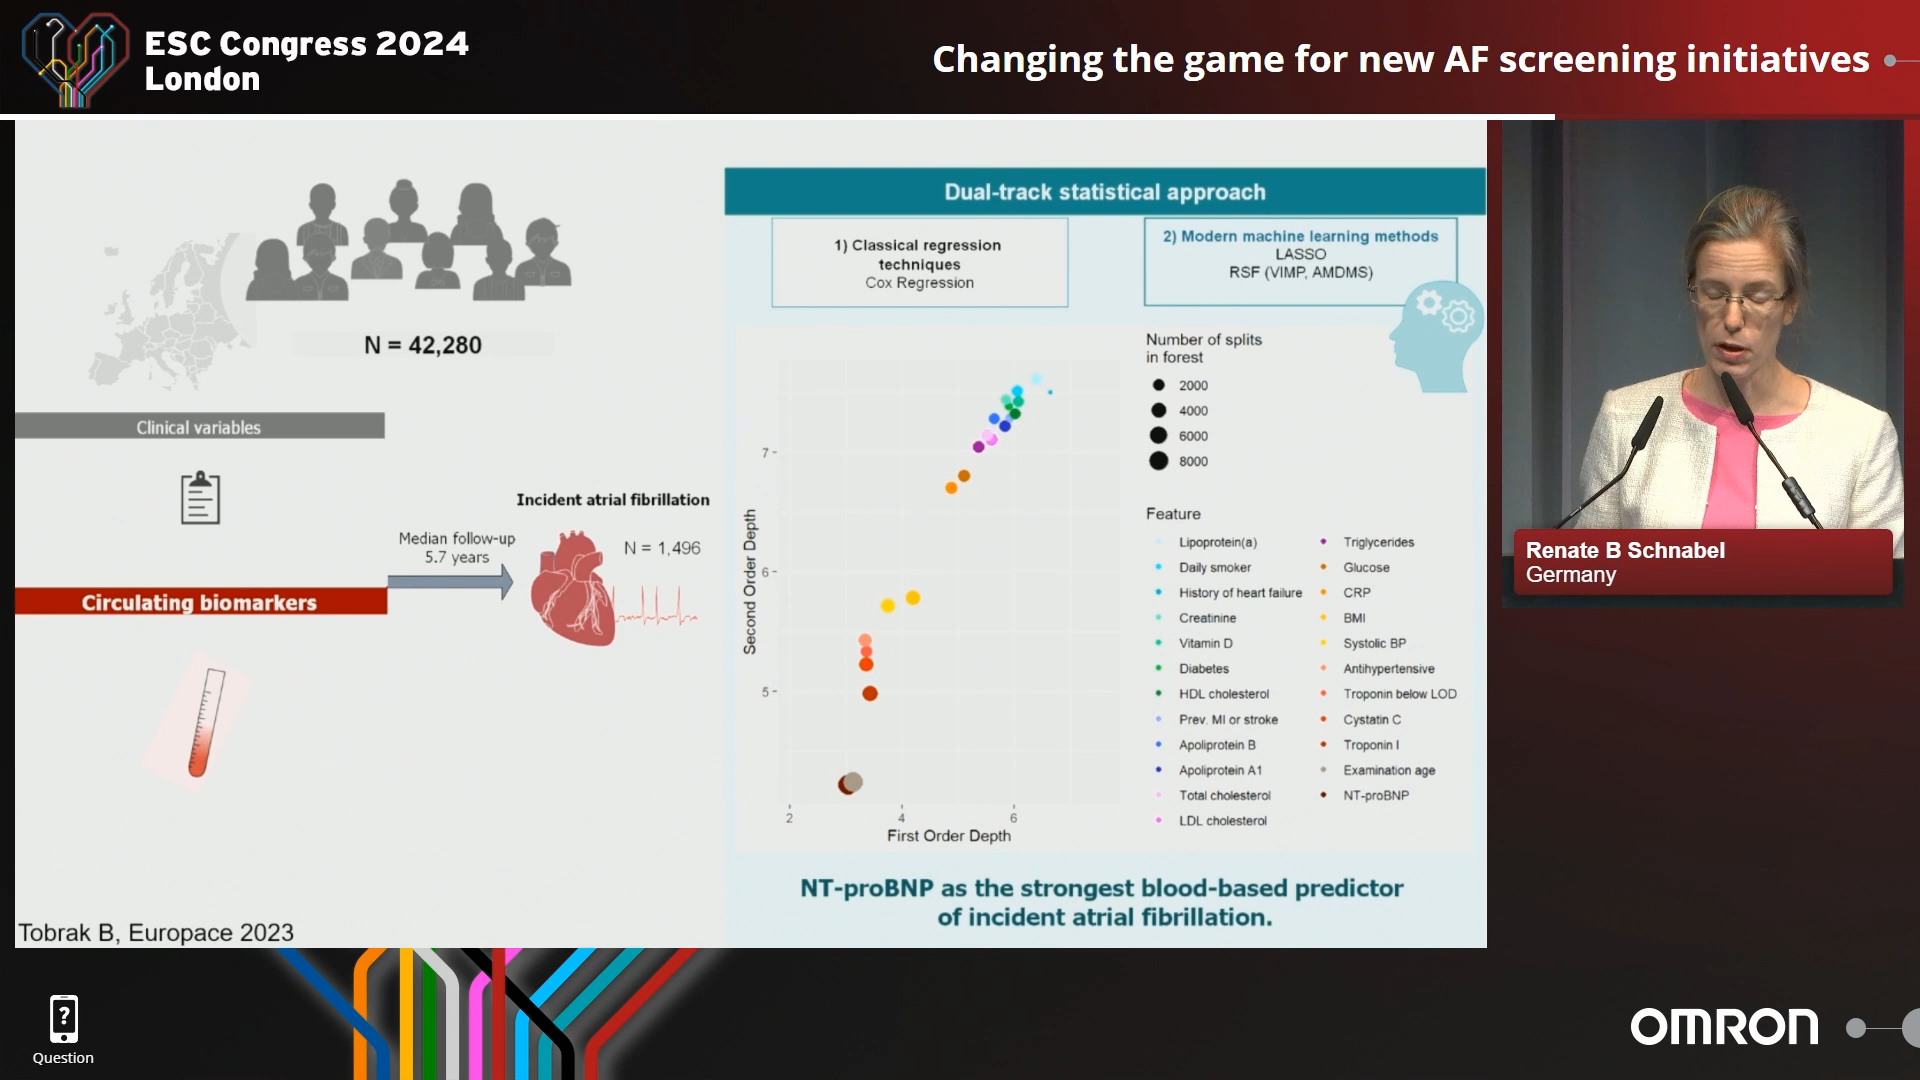 ESC Congress 2024
London
Changing the game for new AF screening initiatives
N = 42,280
Clinical variables
Circulating biomarkers
Median follow-up
5.7 years
Incident atrial fibrillation
N = 1,496
Tobrak B, Europace 2023
Dual-track statistical approach
1) Classical regression
techniques
Cox Regression
2) Modern machine learning methods
LASSO
RSF (VIMP, AMDMS)
Second Order Depth
7
6
5
2
4
6
First Order Depth
Number of splits
in forest
2000
4000
6000
8000
Feature
Lipoprotein(a)
Daily smoker
History of heart failure
Creatinine
Vitamin D
Diabetes
HDL cholesterol
Prev. MI or stroke
Apoliprotein B
Apoliprotein A1
Total cholesterol
LDL cholesterol
Triglycerides
Glucose
CRP
BMI
Systolic BP
Antihypertensive
Troponin below LOD
Cystatin C
Troponin I
Examination age
NT-proBNP
NT-proBNP as the strongest blood-based predictor
of incident atrial fibrillation.
Renate B Schnabel
Germany
?
Question
OMRON